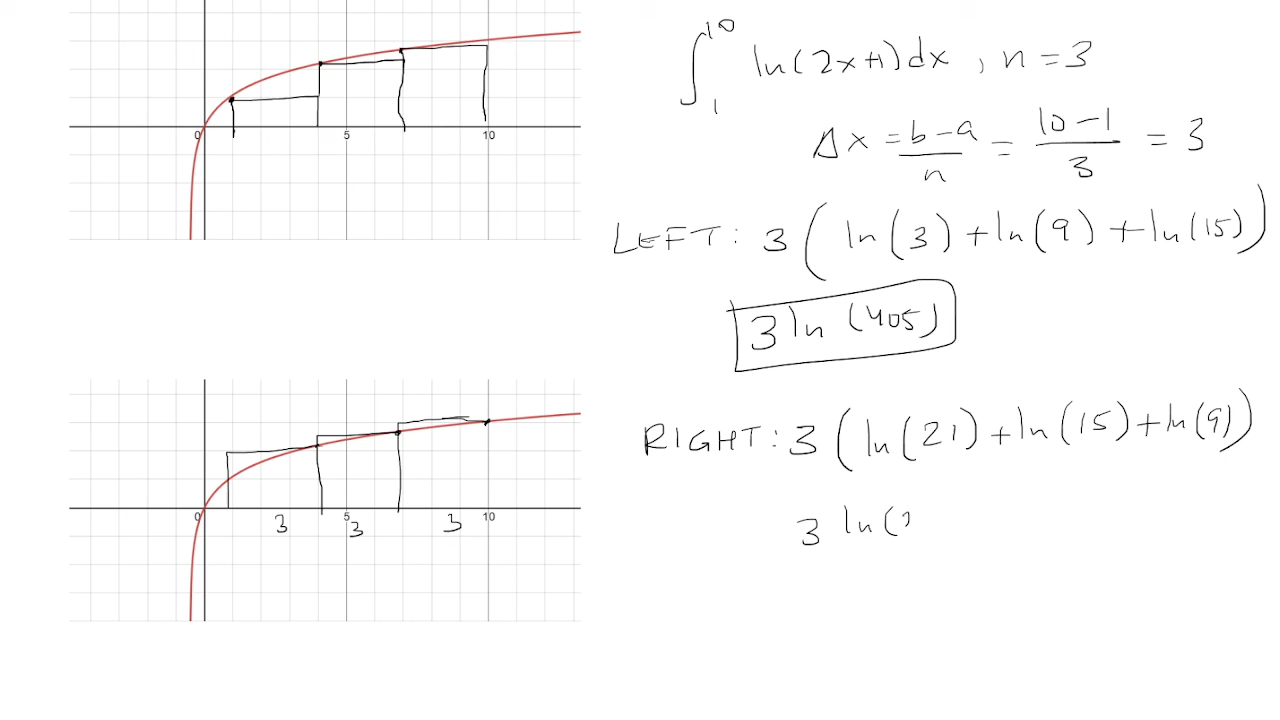 0 5 10
∫₁¹⁰ ln(2x+1)dx , n=3
Δx = b-a/n = 10-1/3 = 3
LEFT: 3 ( ln(3) + ln(9) + ln(15) )
3 ln (405)
0 5 10
3 3 3
RIGHT: 3 ( ln(21) + ln(15) + ln(9) )
3 ln(